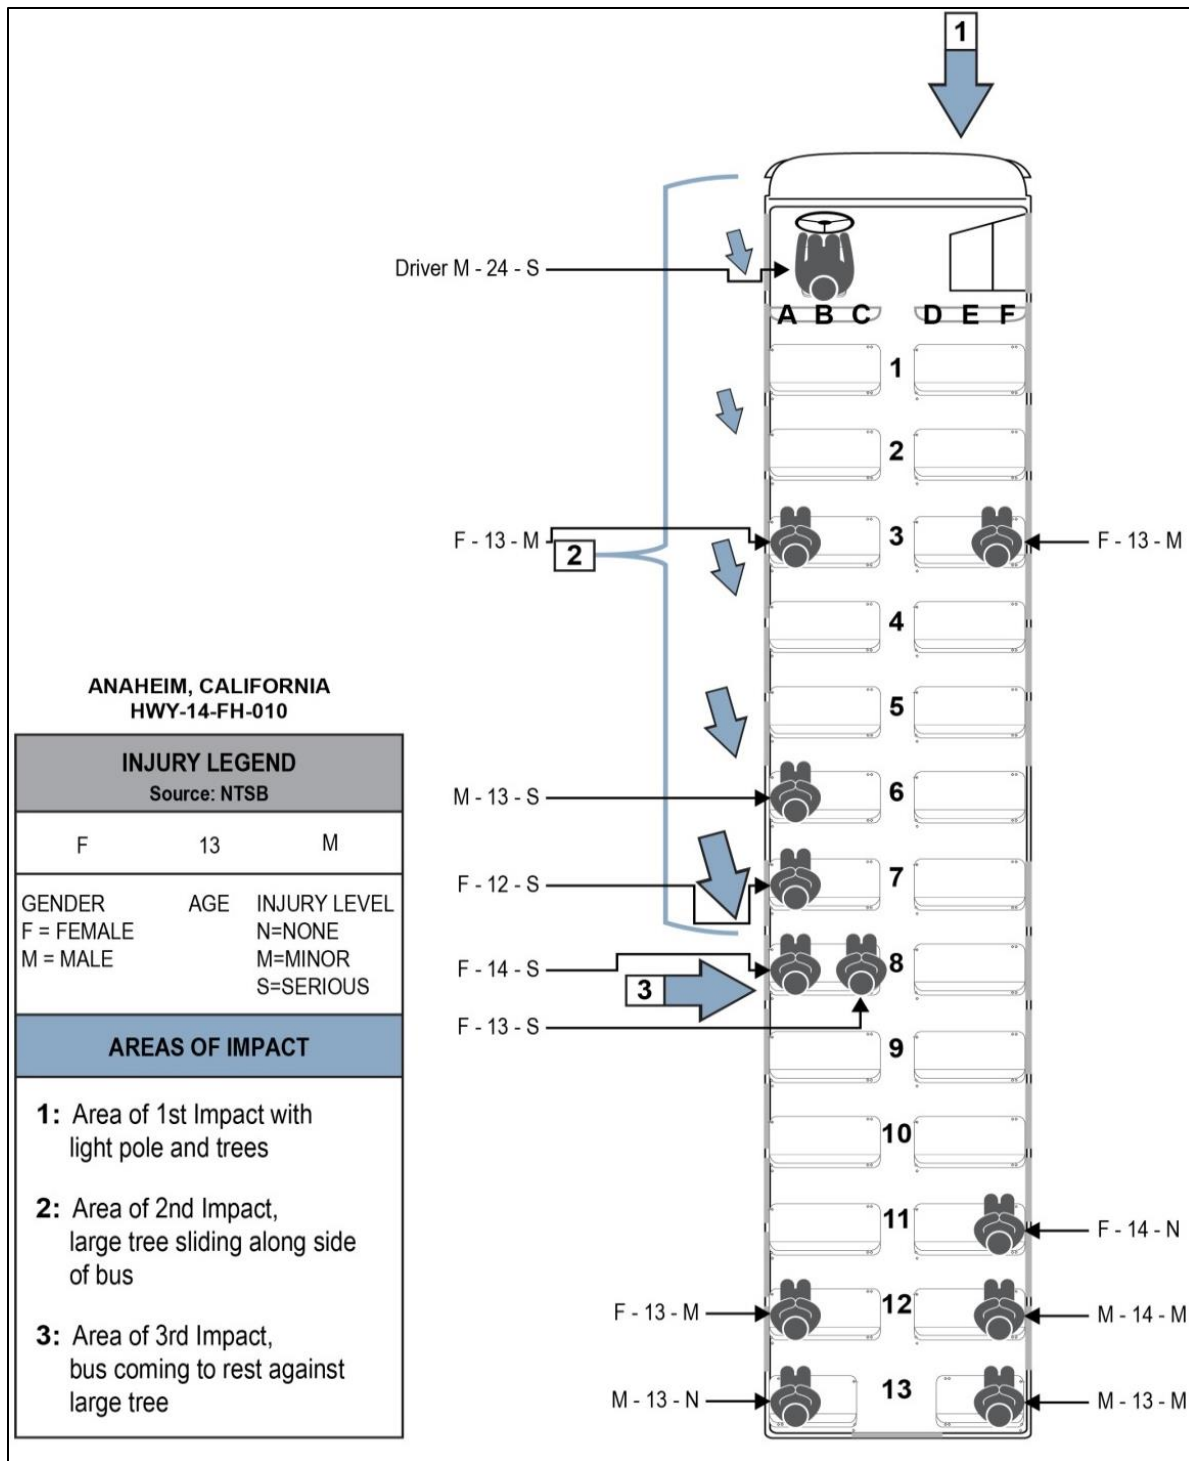 1
Driver M - 24 - S
A B C D E F
1
2
F - 13 - M
2
3
F - 13 - M
4
5
M - 13 - S
6
F - 12 - S
7
F - 14 - S
8
3
F - 13 - S
9
10
11
F - 14 - N
F - 13 - M
12
M - 14 - M
M - 13 - N
13
M - 13 - M
ANAHEIM, CALIFORNIA
HWY-14-FH-010
INJURY LEGEND
Source: NTSB
F 13 M
GENDER AGE INJURY LEVEL
F = FEMALE N=NONE
M = MALE M=MINOR
S=SERIOUS
AREAS OF IMPACT
1: Area of 1st Impact with
light pole and trees
2: Area of 2nd Impact,
large tree sliding along side
of bus
3: Area of 3rd Impact,
bus coming to rest against
large tree